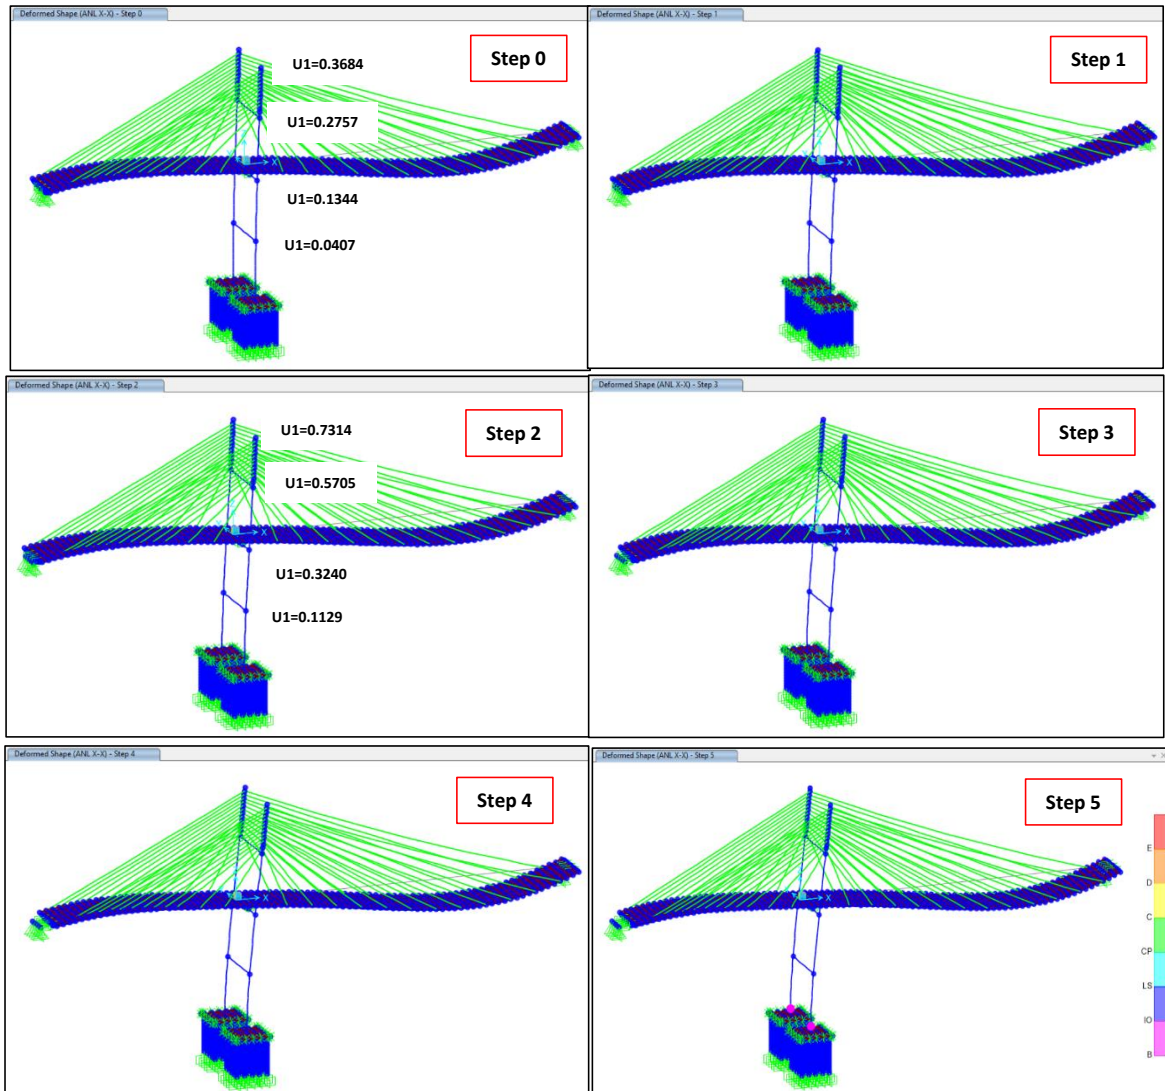 Deformed Shape (ANL X-X) - Step 0
Step 0
U1=0.3684
U1=0.2757
X
U1=0.1344
U1=0.0407
Deformed Shape (ANL X-X) - Step 1
Step 1
X
Deformed Shape (ANL X-X) - Step 2
Step 2
U1=0.7314
U1=0.5705
X
U1=0.3240
U1=0.1129
Deformed Shape (ANL X-X) - Step 3
Step 3
X
Deformed Shape (ANL X-X) - Step 4
Step 4
X
Deformed Shape (ANL X-X) - Step 5
Step 5
X
E
D
C
CP
LS
IO
B